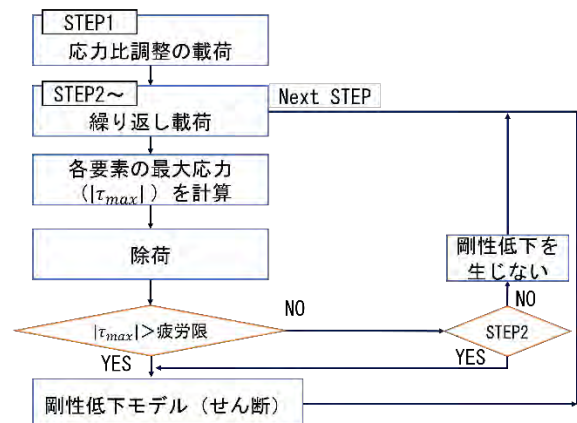 STEP1
応力比調整の載荷
STEP2～
Next STEP
繰り返し載荷
各要素の最大応力
（|τmax|）を計算
除荷
剛性低下を
生じない
NO
NO
|τmax|＞疲労限
STEP2
YES
YES
剛性低下モデル（せん断）